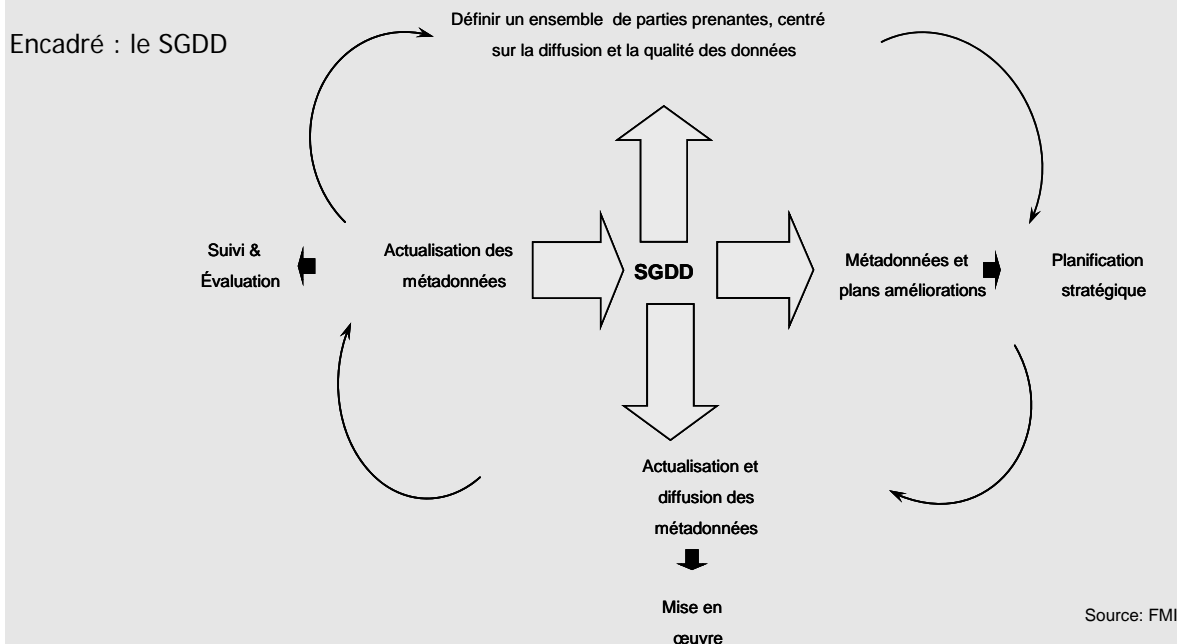 Encadré : le SGDD
Définir un ensemble de parties prenantes, centré
sur la diffusion et la qualité des données
Suivi &
Évaluation
Actualisation des
métadonnées
SGDD
Métadonnées et
plans améliorations
Planification
stratégique
Actualisation et
diffusion des
métadonnées
Mise en
œuvre
Source: FMI